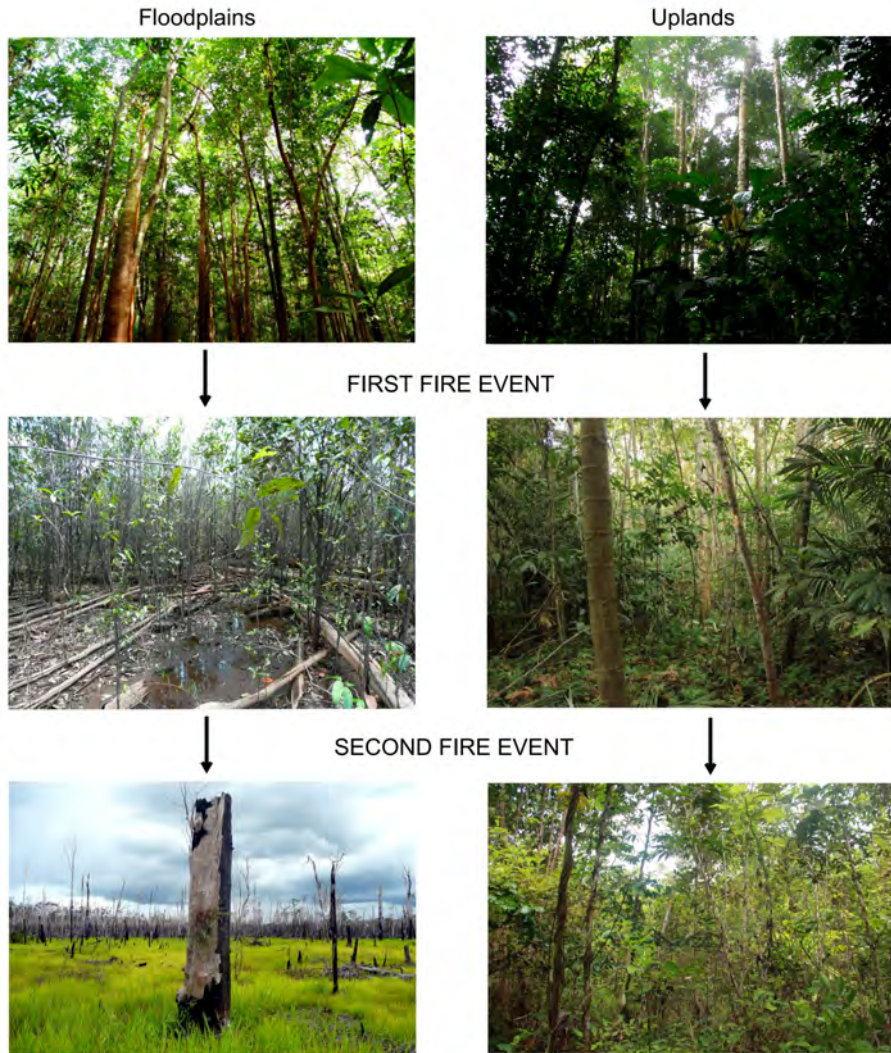 Floodplains
Uplands
FIRST FIRE EVENT
SECOND FIRE EVENT